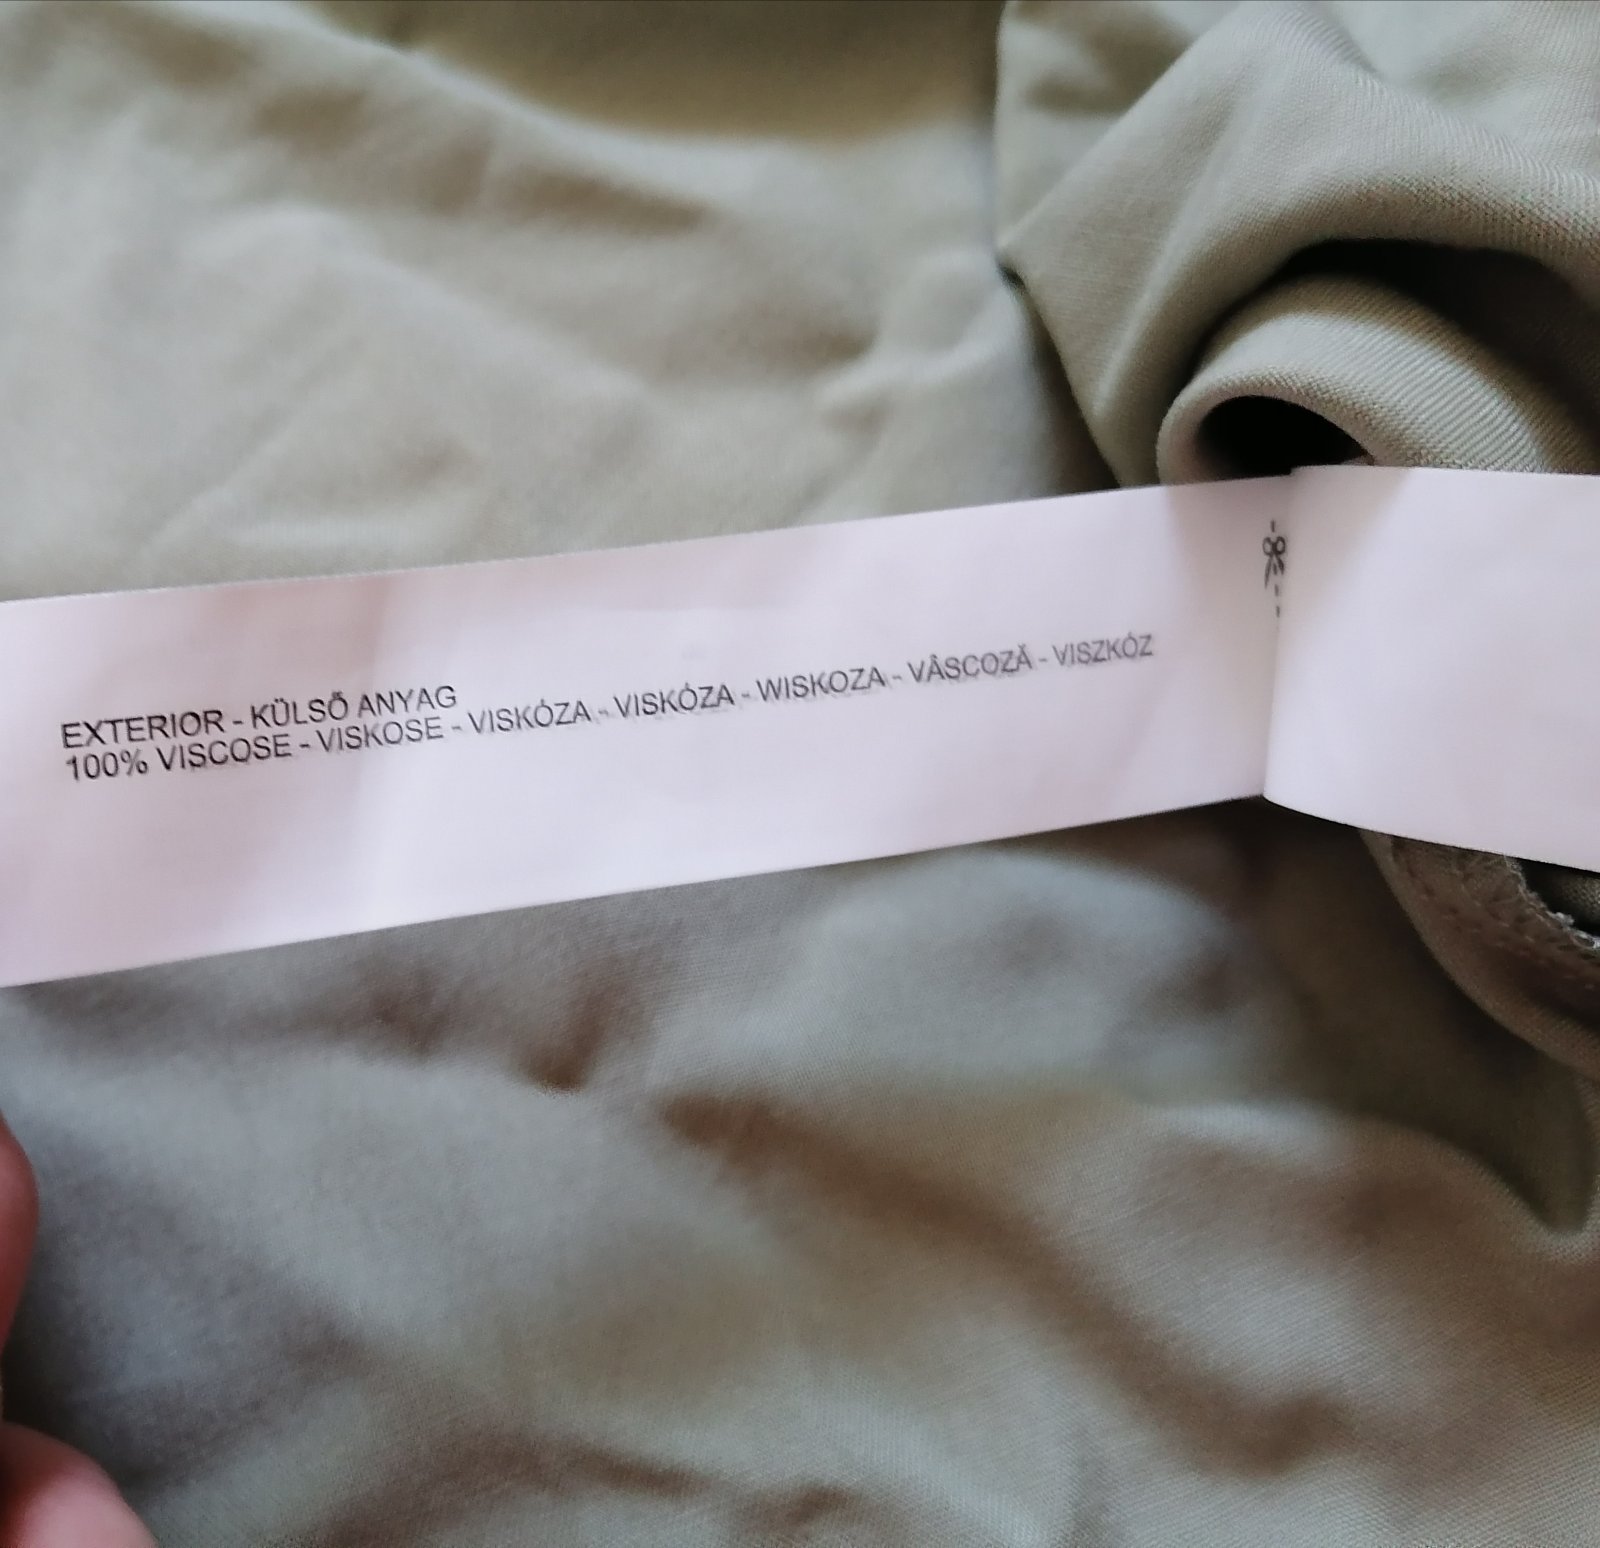 EXTERIOR - KÜLSŐ ANYAG
100% VISCOSE - VISKOSE - VISKÓZA - VISKÓZA - WISKOZA - VÂSCOZĂ - VISZKÓZ